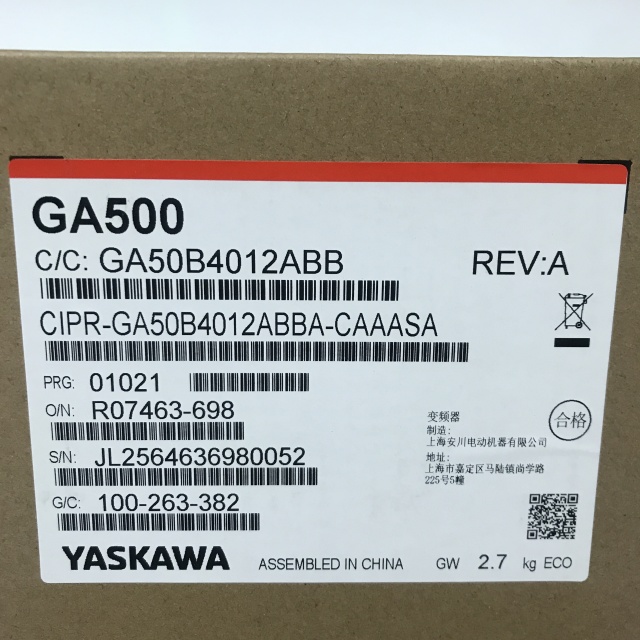 GA500
C/C: GA50B4012ABB
REV:A
CIPR-GA50B4012ABBA-CAAASA
PRG: 01021
O/N: R07463-698
S/N: JL2564636980052
G/C: 100-263-382
变频器
制造:
上海安川电动机器有限公司
地址:
上海市嘉定区马陆镇尚学路
225号5幢
合格
YASKAWA
ASSEMBLED IN CHINA
GW 2.7 kg ECO